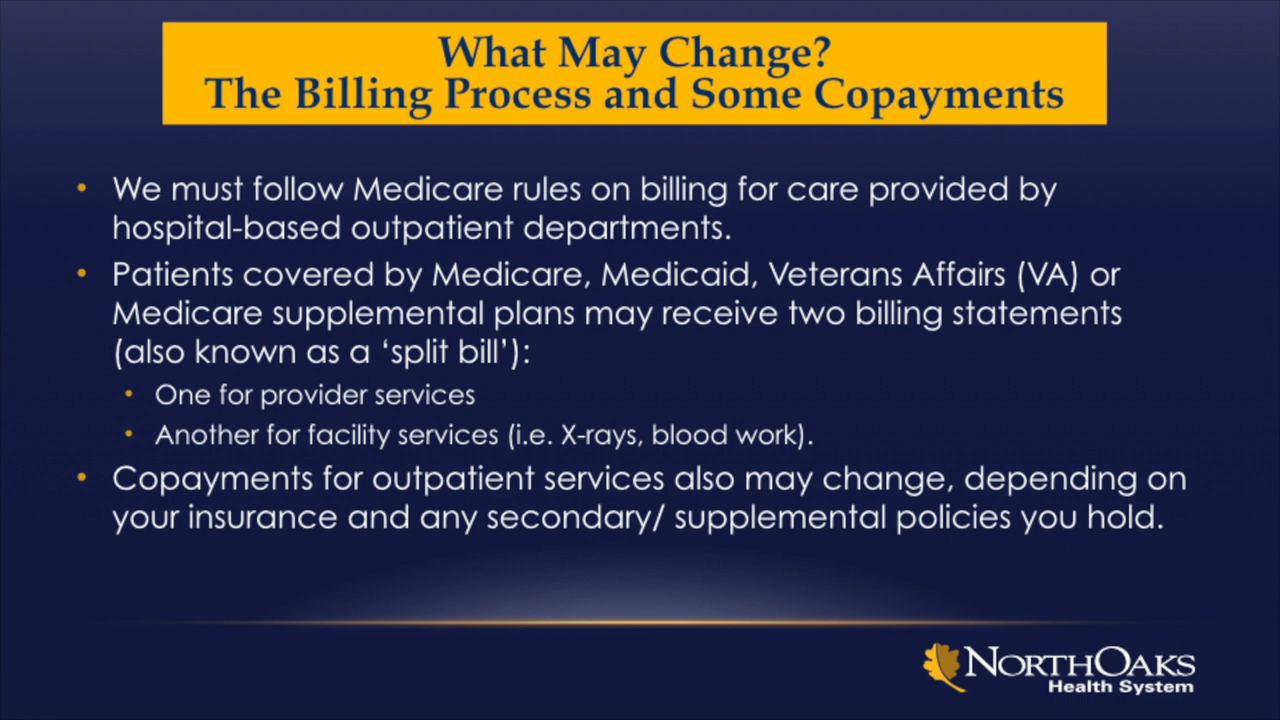 What May Change?
The Billing Process and Some Copayments
• We must follow Medicare rules on billing for care provided by
hospital-based outpatient departments.
• Patients covered by Medicare, Medicaid, Veterans Affairs (VA) or
Medicare supplemental plans may receive two billing statements
(also known as a ‘split bill’):
• One for provider services
• Another for facility services (i.e. X-rays, blood work).
• Copayments for outpatient services also may change, depending on
your insurance and any secondary/ supplemental policies you hold.
NORTHOAKS
Health System